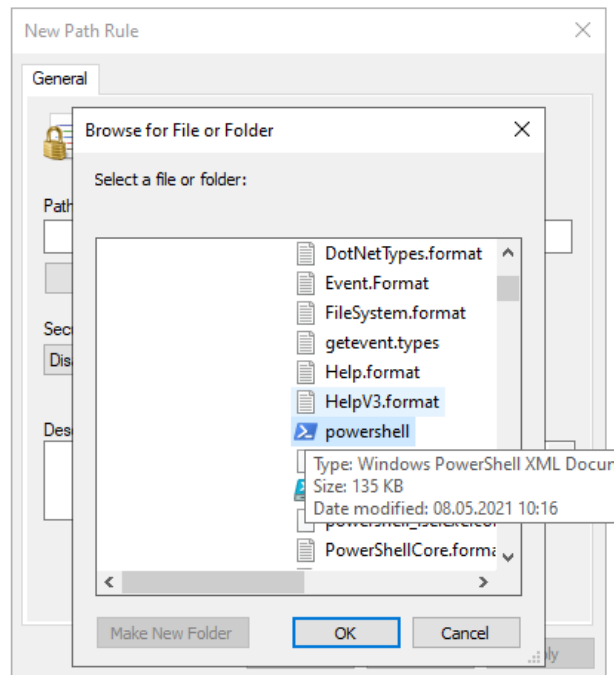 New Path Rule
General
Browse for File or Folder
Select a file or folder:
Path
DotNetTypes.format
Event.Format
FileSystem.format
getevent.types
Help.format
HelpV3.format
powershell
Type: Windows PowerShell XML Docum
Size: 135 KB
Date modified: 08.05.2021 10:16
PowerShellCore.forma
Make New Folder
OK
Cancel